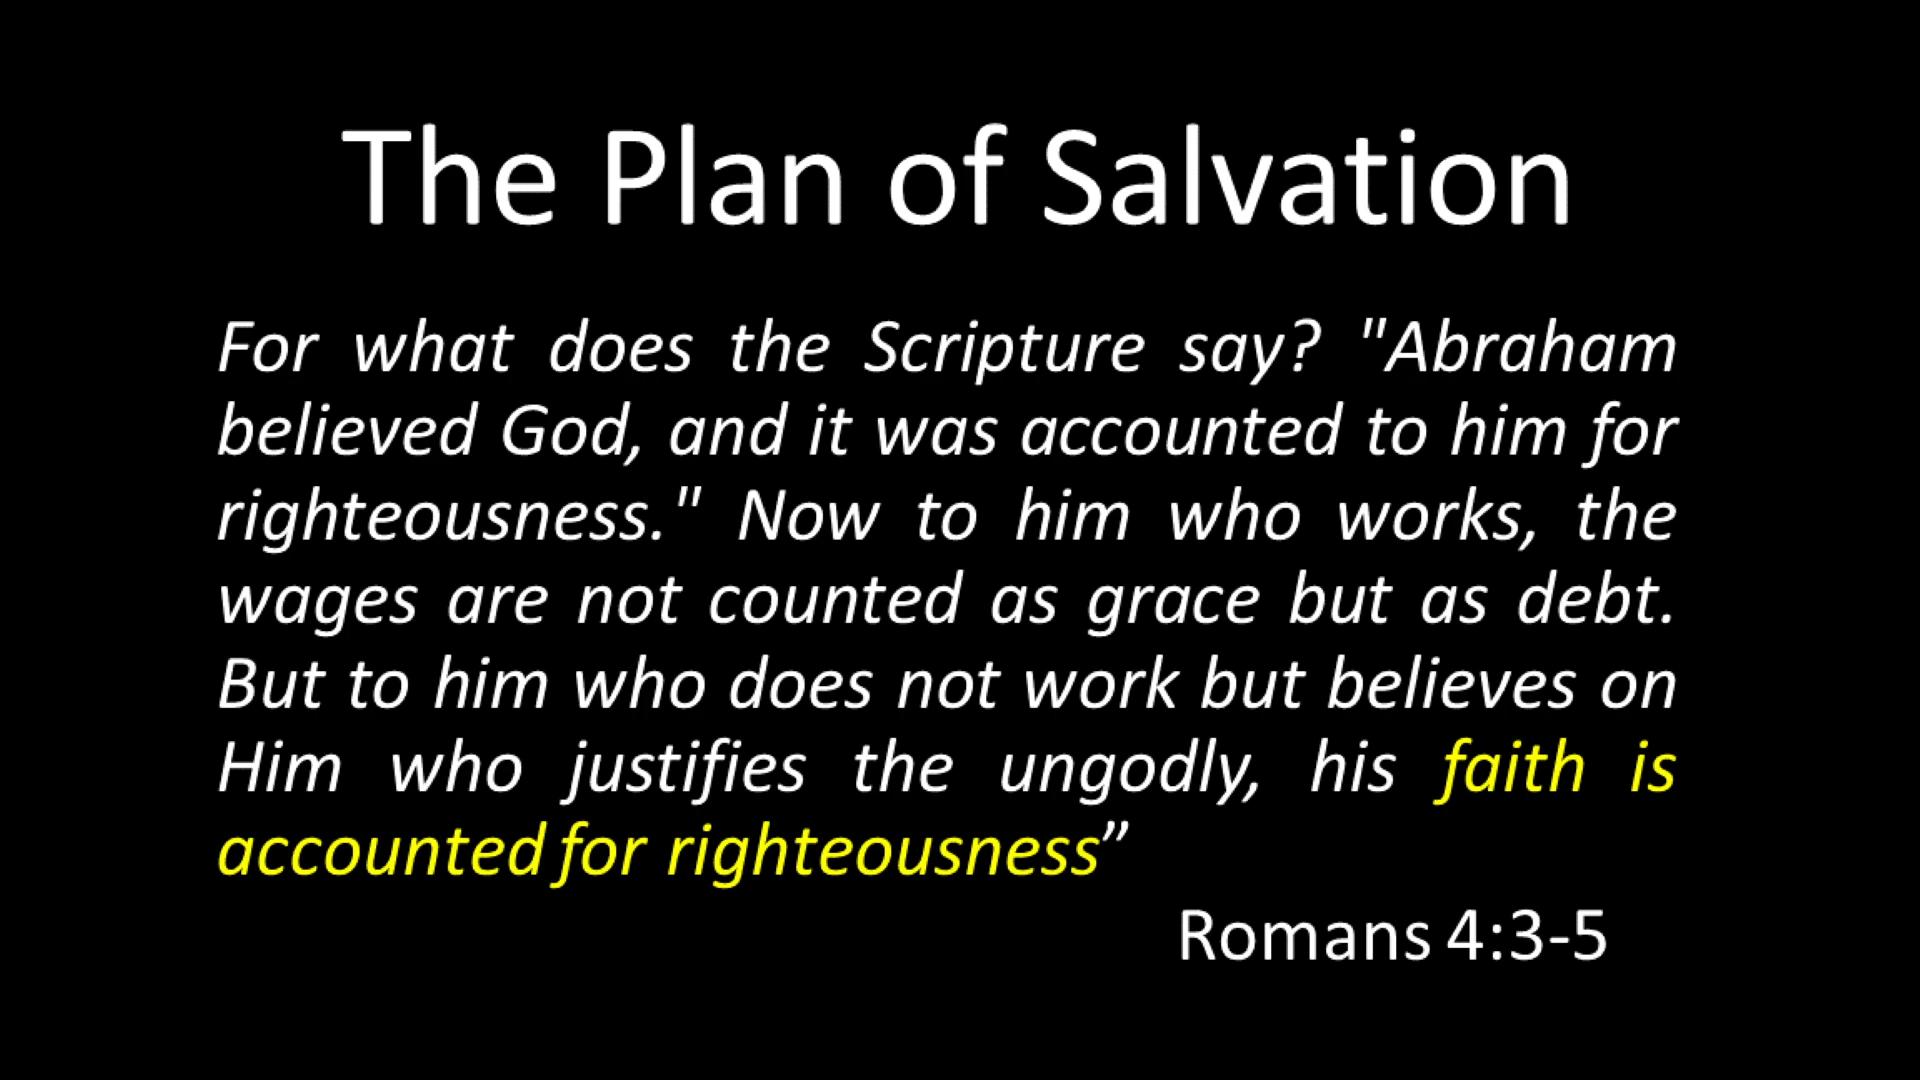 The Plan of Salvation
For what does the Scripture say? "Abraham
believed God, and it was accounted to him for
righteousness." Now to him who works, the
wages are not counted as grace but as debt.
But to him who does not work but believes on
Him who justifies the ungodly, his faith is
accounted for righteousness”
Romans 4:3-5